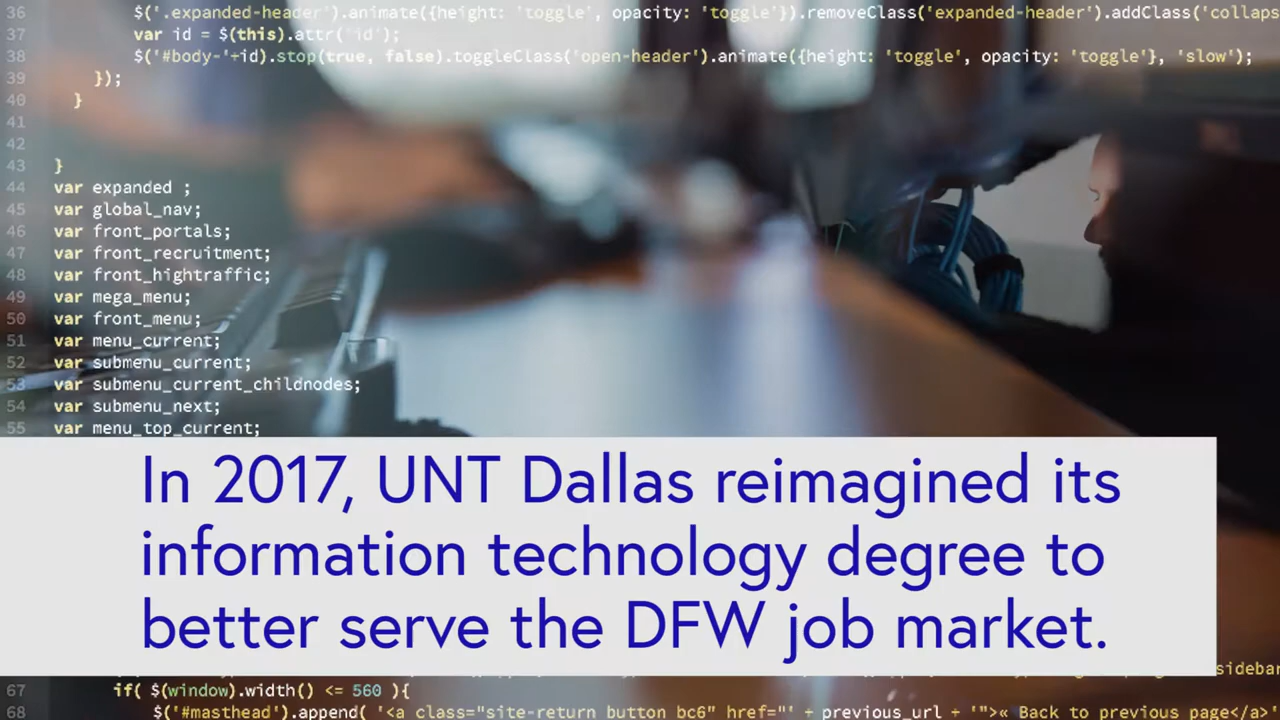 36 $('.expanded-header').animate({height: 'toggle', opacity: 'toggle'}).removeClass('expanded-header').addClass('collaps
37 var id = $(this).attr('id');
38 $('#body-'+id).stop(true, false).toggleClass('open-header').animate({height: 'toggle', opacity: 'toggle'}, 'slow');
39 });
40 }
41
42
43 }
44 var expanded ;
45 var global_nav;
46 var front_portals;
47 var front_recruitment;
48 var front_hightraffic;
49 var mega_menu;
50 var front_menu;
51 var menu_current;
52 var submenu_current;
53 var submenu_current_childnodes;
54 var submenu_next;
55 var menu_top_current;
In 2017, UNT Dallas reimagined its
information technology degree to
better serve the DFW job market.
67 if( $(window).width() <= 560 ){
68 $('#masthead').append( '<a class="site-return button bc6" href="' + previous_url + '">« Back to previous page</a>'